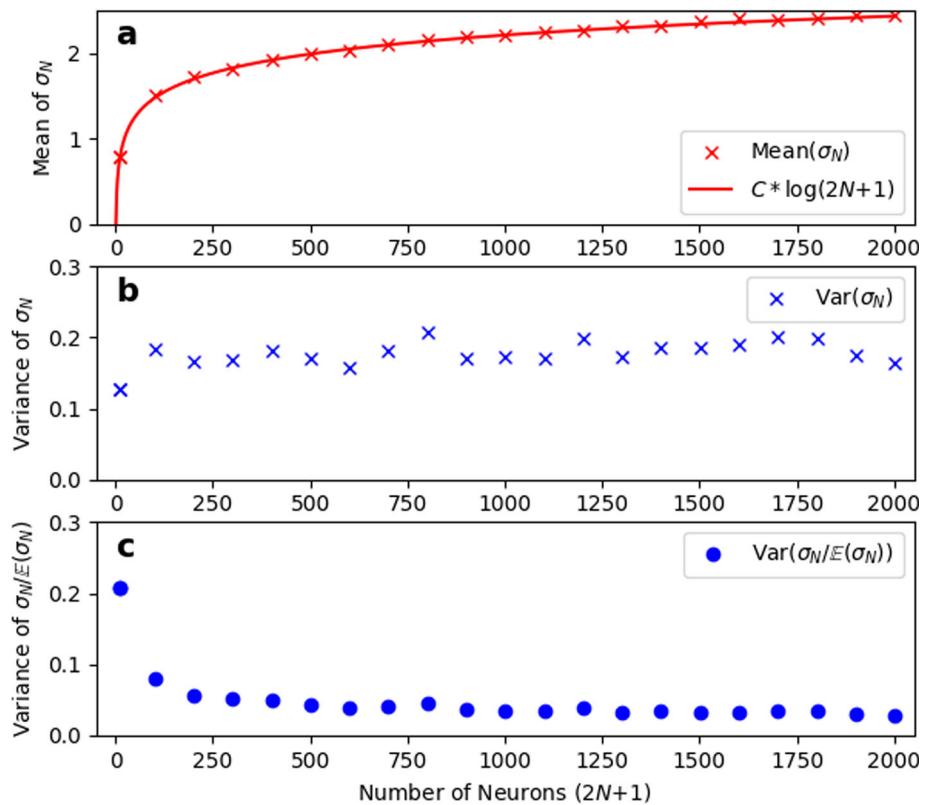 a
Mean of σN
2
1
0
Mean(σN)
C * log(2N+1)
0 250 500 750 1000 1250 1500 1750 2000
b
Variance of σN
0.3
0.2
0.1
0.0
Var(σN)
0 250 500 750 1000 1250 1500 1750 2000
c
Variance of σN/𝔼(σN)
0.3
0.2
0.1
0.0
Var(σN/𝔼(σN))
0 250 500 750 1000 1250 1500 1750 2000
Number of Neurons (2N+1)